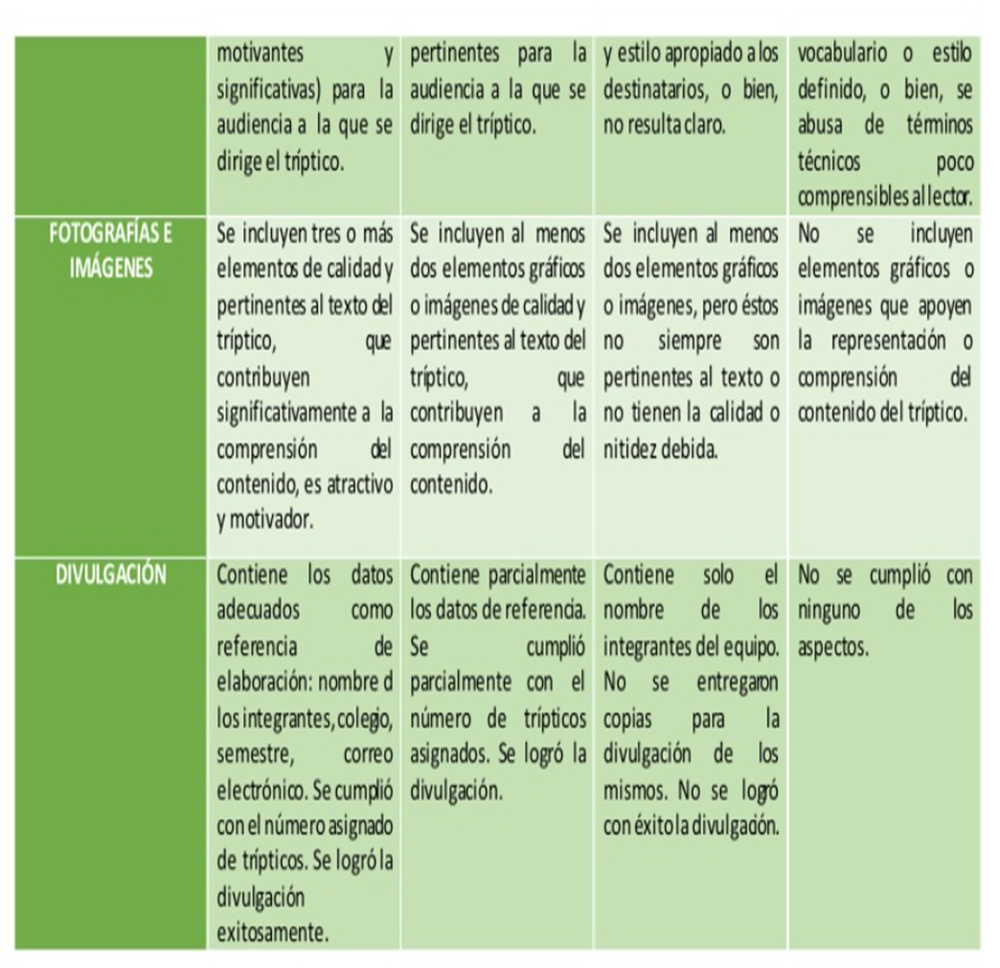 motivantes y
significativas) para la
audiencia a la que se
dirige el tríptico.
pertinentes para la
audiencia a la que se
dirige el tríptico.
y estilo apropiado a los
destinatarios, o bien,
no resulta claro.
vocabulario o estilo
definido, o bien, se
abusa de términos
técnicos poco
comprensibles al lector.
FOTOGRAFÍAS E
IMÁGENES
Se incluyen tres o más
elementos de calidad y
pertinentes al texto del
tríptico, que
contribuyen
significativamente a la
comprensión del
contenido, es atractivo
y motivador.
Se incluyen al menos
dos elementos gráficos
o imágenes de calidad y
pertinentes al texto del
tríptico, que
contribuyen a la
comprensión del
contenido.
Se incluyen al menos
dos elementos gráficos
o imágenes, pero éstos
no siempre son
pertinentes al texto o
no tienen la calidad o
nitidez debida.
No se incluyen
elementos gráficos o
imágenes que apoyen
la representación o
comprensión del
contenido del tríptico.
DIVULGACIÓN
Contiene los datos
adecuados como
referencia de
elaboración: nombre d
los integrantes, colegio,
semestre, correo
electrónico. Se cumplió
con el número asignado
de trípticos. Se logró la
divulgación
exitosamente.
Contiene parcialmente
los datos de referencia.
Se cumplió
parcialmente con el
número de trípticos
asignados. Se logró la
divulgación.
Contiene solo el
nombre de los
integrantes del equipo.
No se entregaron
copias para la
divulgación de los
mismos. No se logró
con éxito la divulgación.
No se cumplió con
ninguno de los
aspectos.